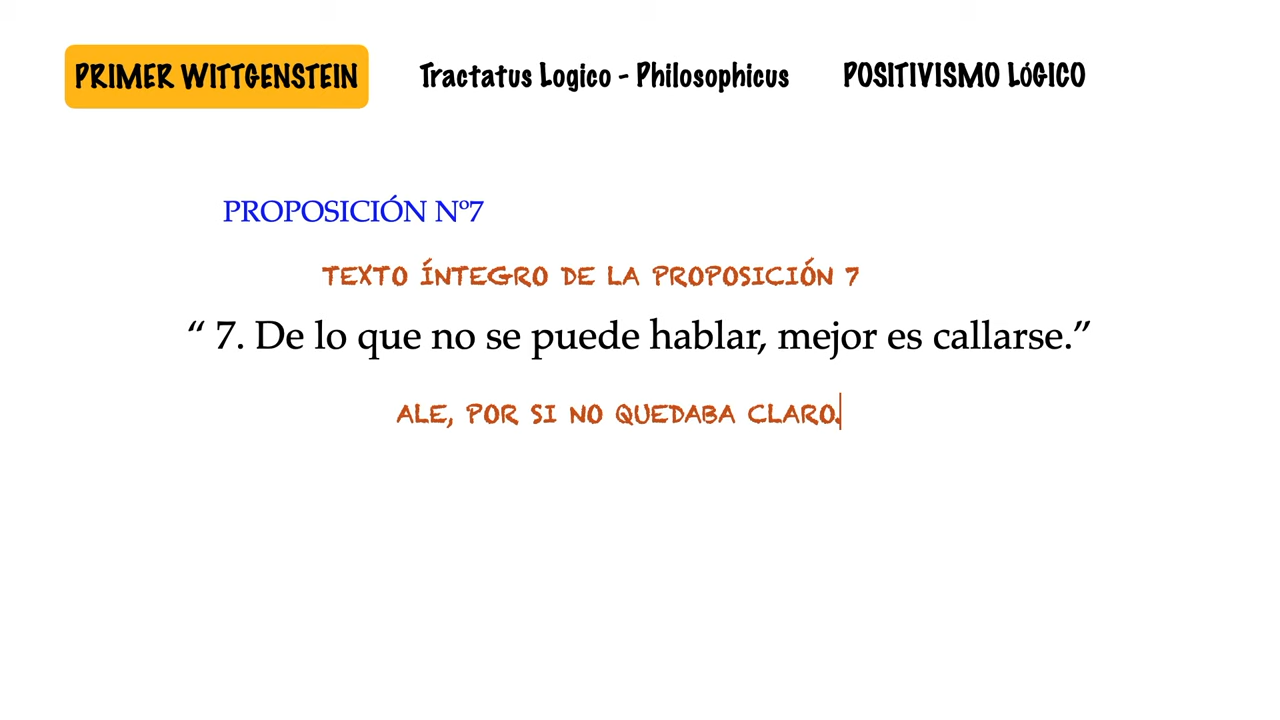 PRIMER WITTGENSTEIN Tractatus Logico - Philosophicus POSITIVISMO LóGICO
PROPOSICIÓN Nº7
TEXTO ÍNTEGRO DE LA PROPOSICIÓN 7
“ 7. De lo que no se puede hablar, mejor es callarse.”
ALE, POR SI NO QUEDABA CLARO.